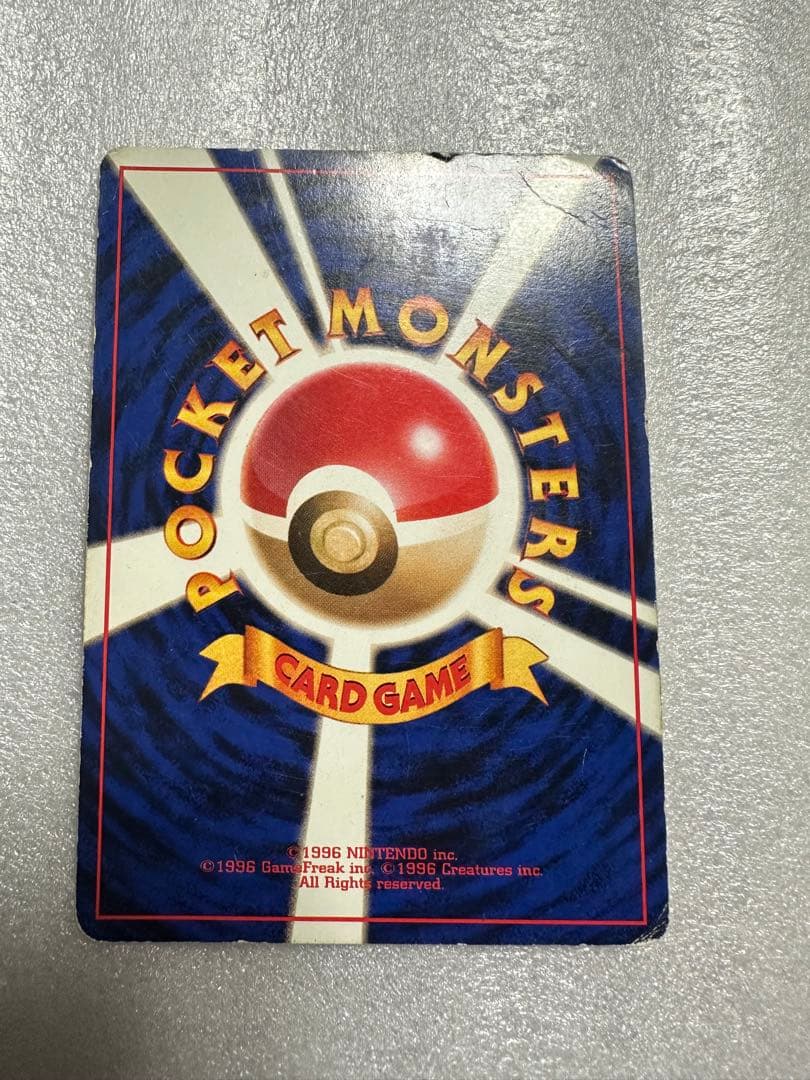 POCKET MONSTERS
CARD GAME
©1996 NINTENDO inc.
©1996 GameFreak inc. ©1996 Creatures inc.
All Rights reserved.